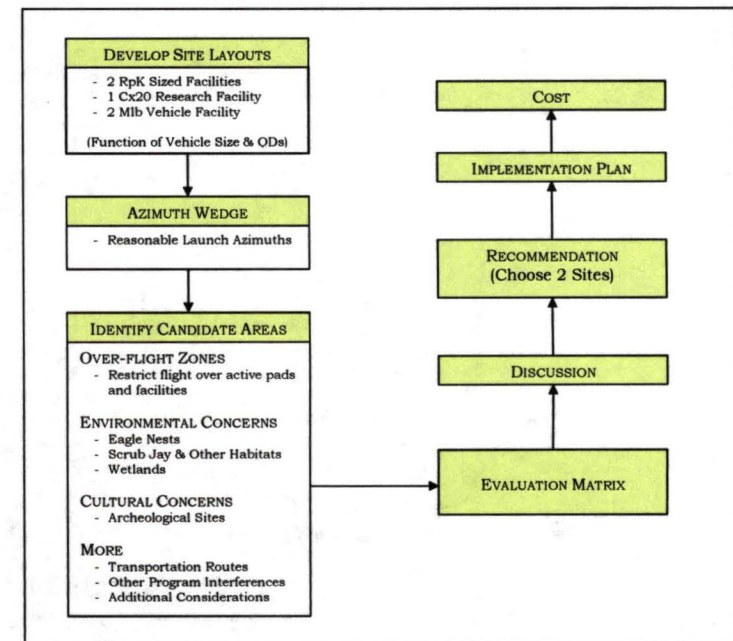 DEVELOP SITE LAYOUTS
- 2 RpK Sized Facilities
- 1 Cx20 Research Facility
- 2 Mlb Vehicle Facility
(Function of Vehicle Size & QDs)
AZIMUTH WEDGE
- Reasonable Launch Azimuths
IDENTIFY CANDIDATE AREAS
OVER-FLIGHT ZONES
- Restrict flight over active pads
and facilities
ENVIRONMENTAL CONCERNS
- Eagle Nests
- Scrub Jay & Other Habitats
- Wetlands
CULTURAL CONCERNS
- Archeological Sites
MORE
- Transportation Routes
- Other Program Interferences
- Additional Considerations
COST
IMPLEMENTATION PLAN
RECOMMENDATION
(Choose 2 Sites)
DISCUSSION
EVALUATION MATRIX